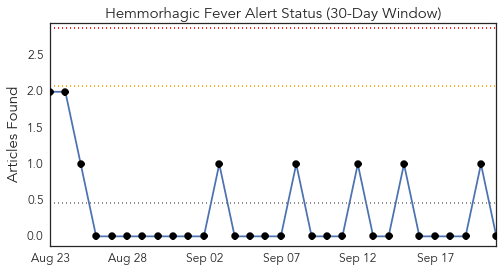 Hemmorhagic Fever Alert Status (30-Day Window)
Articles Found
2.5
2.0
1.5
1.0
0.5
0.0
Aug 23 Aug 28 Sep 02 Sep 07 Sep 12 Sep 17